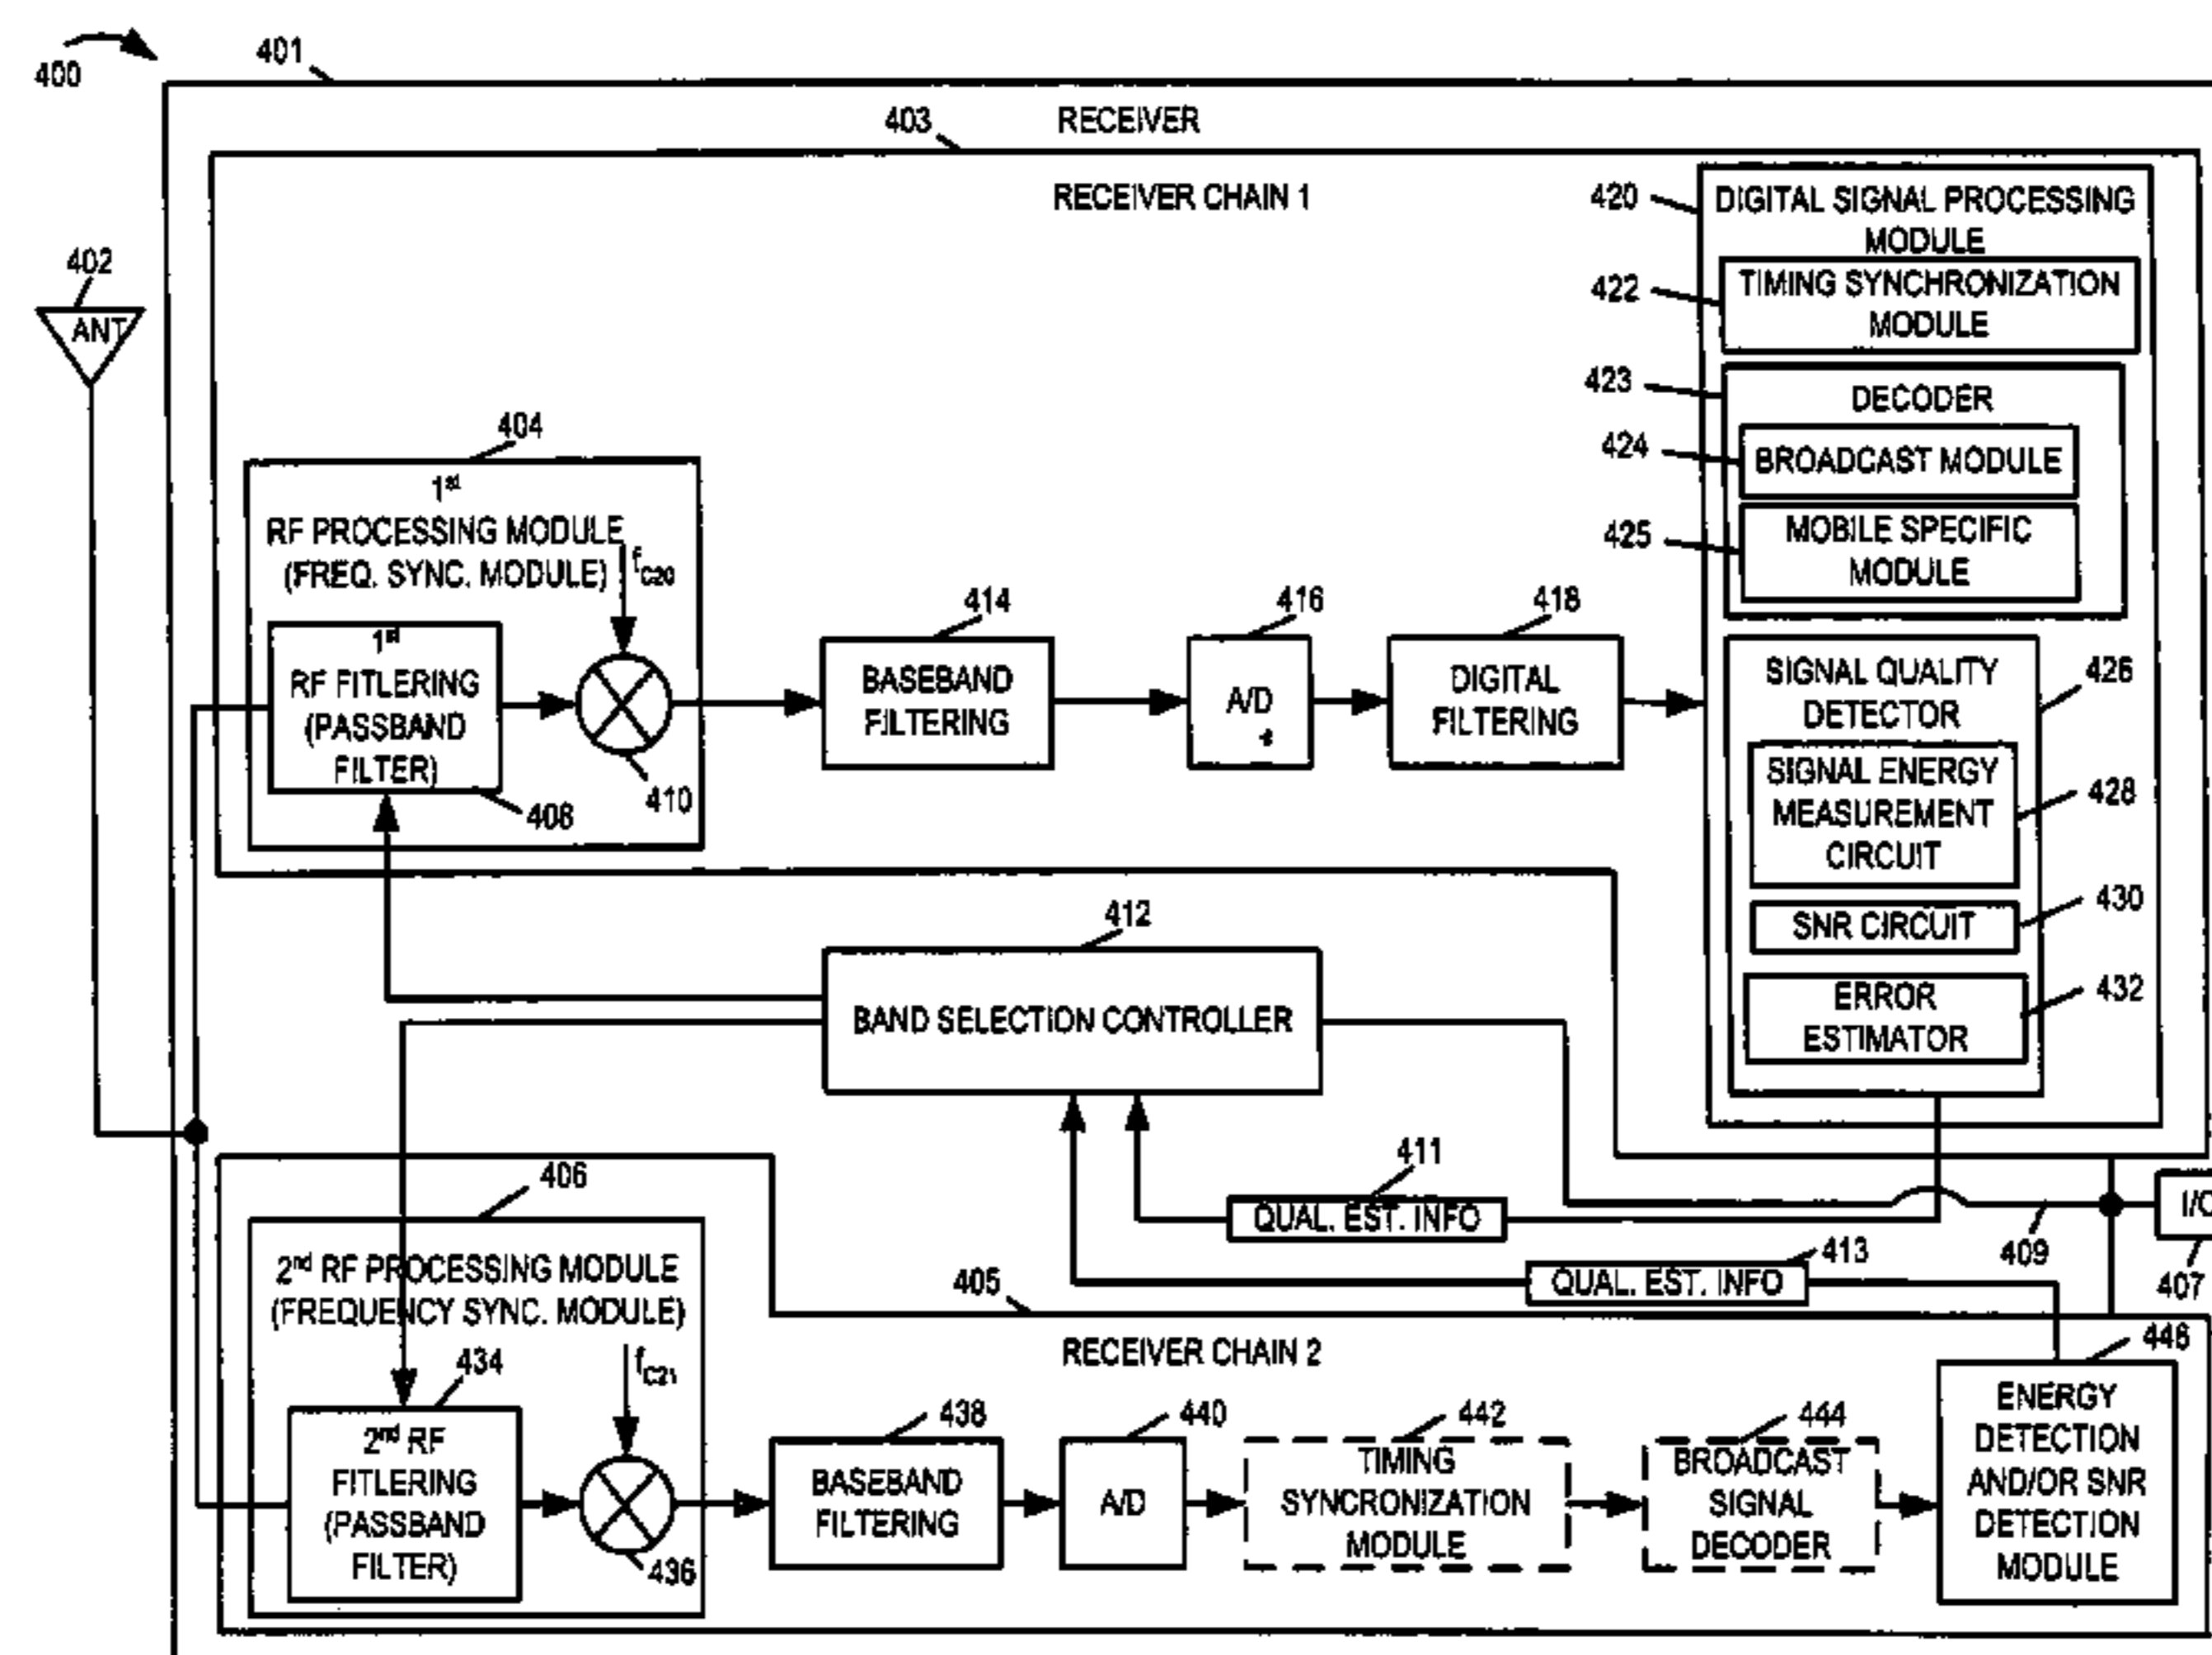 400
401
RECEIVER
403
RECEIVER CHAIN 1
402
ANT
404
1st
RF PROCESSING MODULE
(FREQ. SYNC. MODULE)
fC20
1st
RF FITLERING
(PASSBAND
FILTER)
408
410
414
BASEBAND
FILTERING
416
A/D
418
DIGITAL
FILTERING
420
DIGITAL SIGNAL PROCESSING
MODULE
422
TIMING SYNCHRONIZATION
MODULE
423
DECODER
424
BROADCAST MODULE
425
MOBILE SPECIFIC
MODULE
SIGNAL QUALITY
DETECTOR
426
SIGNAL ENERGY
MEASUREMENT
CIRCUIT
428
SNR CIRCUIT
430
ERROR
ESTIMATOR
432
412
BAND SELECTION CONTROLLER
411
QUAL. EST. INFO
413
QUAL. EST. INFO
409
407
406
2nd RF PROCESSING MODULE
(FREQUENCY SYNC. MODULE)
405
RECEIVER CHAIN 2
434
fC21
2nd RF
FITLERING
(PASSBAND
FILTER)
436
438
BASEBAND
FILTERING
440
A/D
442
TIMING
SYNCRONIZATION
MODULE
444
BROADCAST
SIGNAL
DECODER
446
ENERGY
DETECTION
AND/OR SNR
DETECTION
MODULE